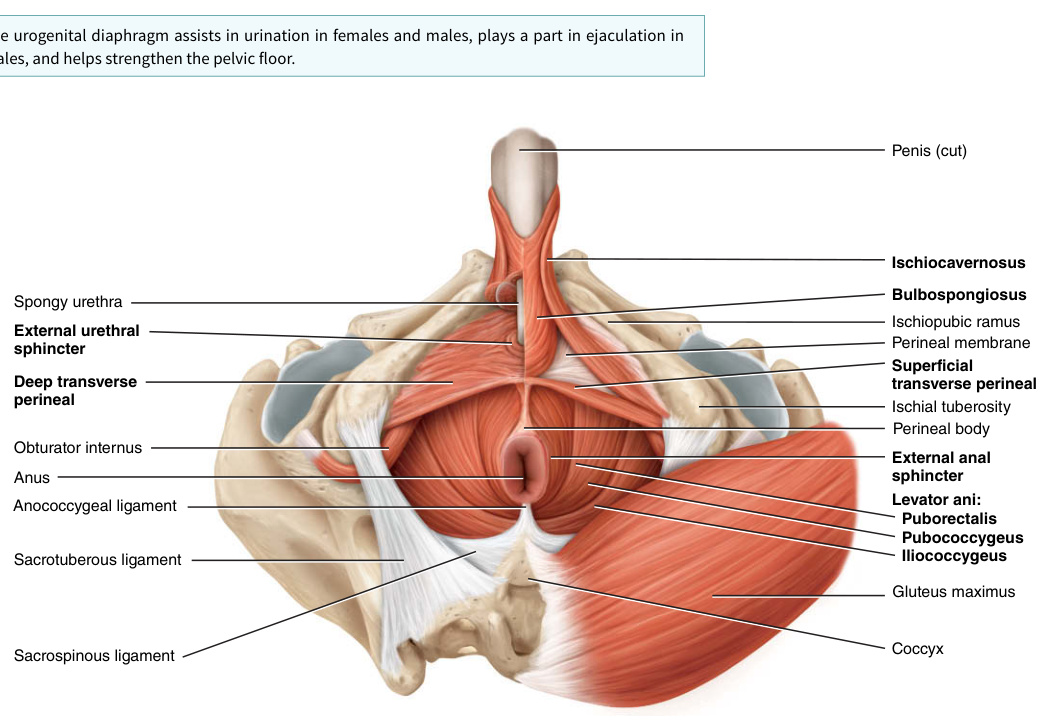 e urogenital diaphragm assists in urination in females and males, plays a part in ejaculation in
ales, and helps strengthen the pelvic floor.
Penis (cut)
Ischiocavernosus
Bulbospongiosus
Ischiopubic ramus
Perineal membrane
Superficial
transverse perineal
Ischial tuberosity
Perineal body
External anal
sphincter
Levator ani:
Puborectalis
Pubococcygeus
Iliococcygeus
Gluteus maximus
Coccyx
Spongy urethra
External urethral
sphincter
Deep transverse
perineal
Obturator internus
Anus
Anococcygeal ligament
Sacrotuberous ligament
Sacrospinous ligament